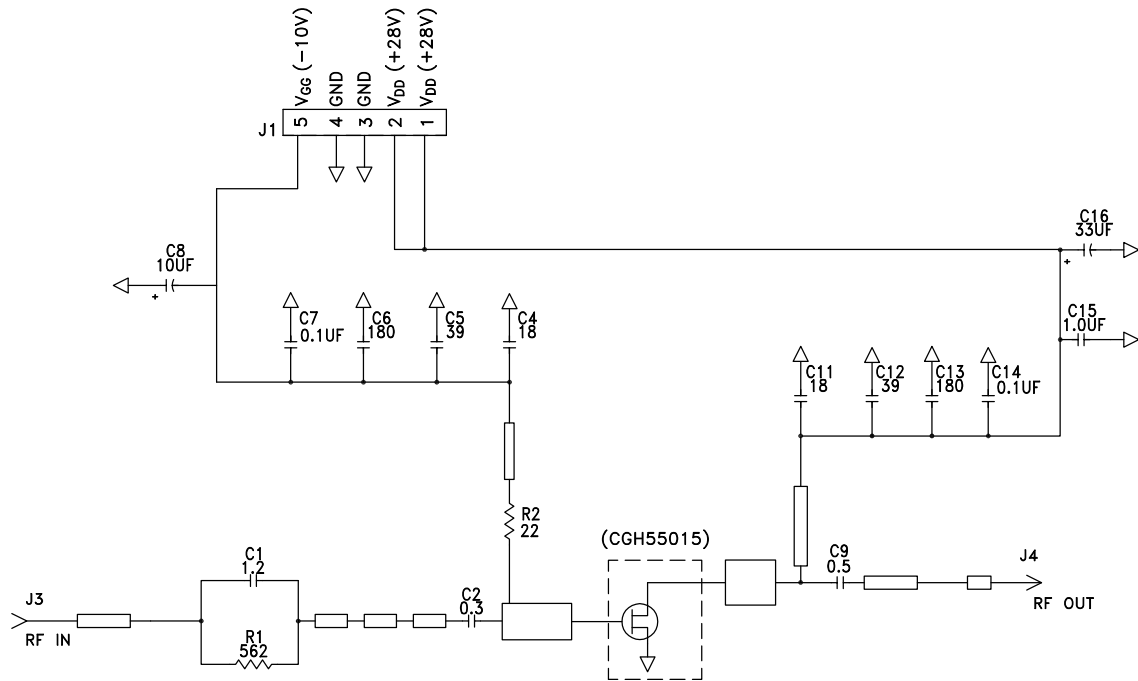 VGG (-10V)
GND
GND
VDD (+28V)
VDD (+28V)
J1
5
4
3
2
1
C8
10UF
+
C16
33UF
+
C7
0.1UF
C6
180
C5
39
C4
18
C15
1.0UF
C11
18
C12
39
C13
180
C14
0.1UF
R2
22
(CGH55015)
C1
1.2
C2
0.3
C9
0.5
J4
RF OUT
J3
RF IN
R1
562